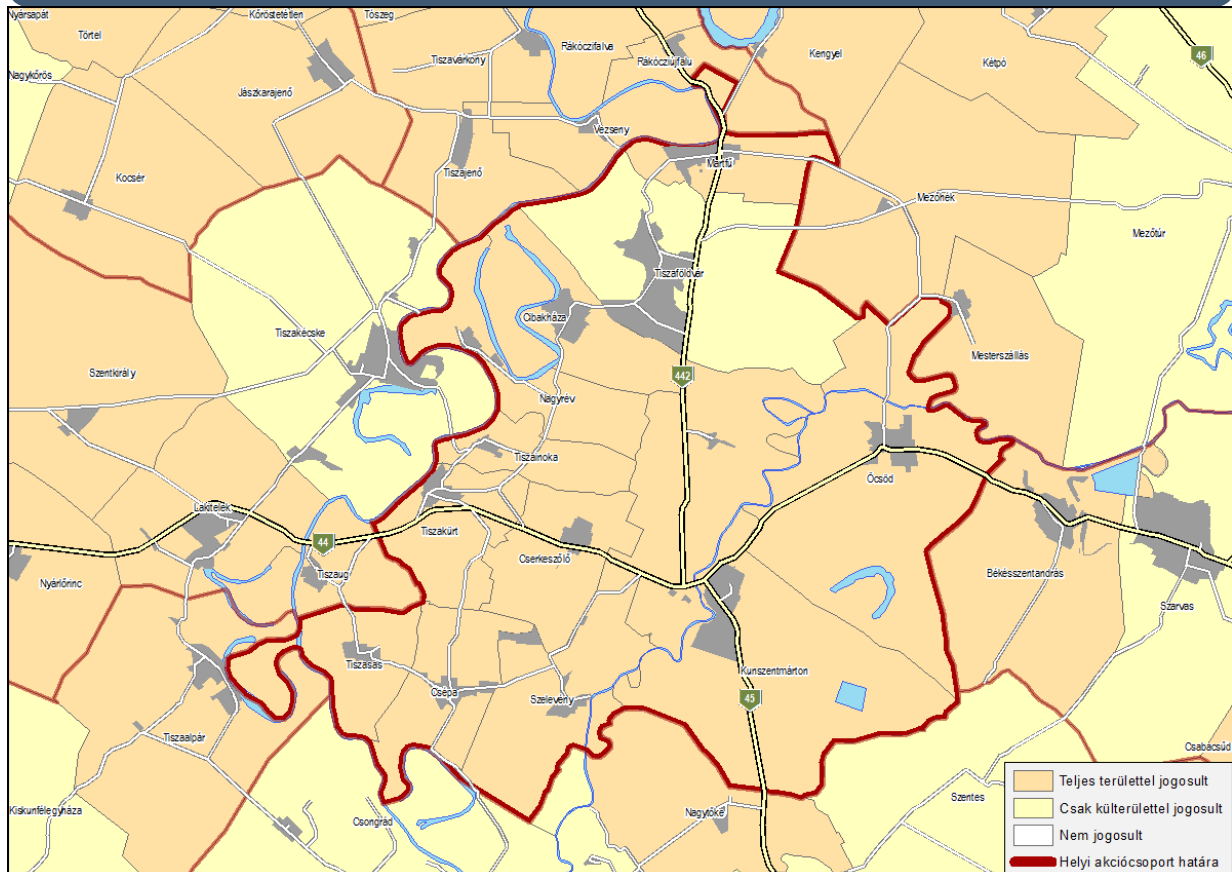 Nyársapát
Kőröstetétlen
Tószeg
Törtel
Rákóczifalva
Kengyel
Tiszavárkony
Rákócziújfalu
Kétpó
46
Nagykőrös
Jászkarajenő
Vezseny
Martfű
Tiszajenő
Kocsér
Mezőhék
Mezőtúr
Tiszaföldvár
Cibakháza
Tiszakécske
Mesterszállás
Szentkirály
442
Nagyrév
Tiszainoka
Öcsöd
Lakitelek
44
Tiszakürt
Cserkeszőlő
Nyárlőrinc
Tiszaug
Békésszentandrás
Szarvas
Tiszasas
Kunszentmárton
Csépa
Szelevény
45
Tiszaalpár
Csabacsűd
Kiskunfélegyháza
Csongrád
Nagytőke
Szentes
Teljes területtel jogosult
Csak külterülettel jogosult
Nem jogosult
Helyi akciócsoport határa